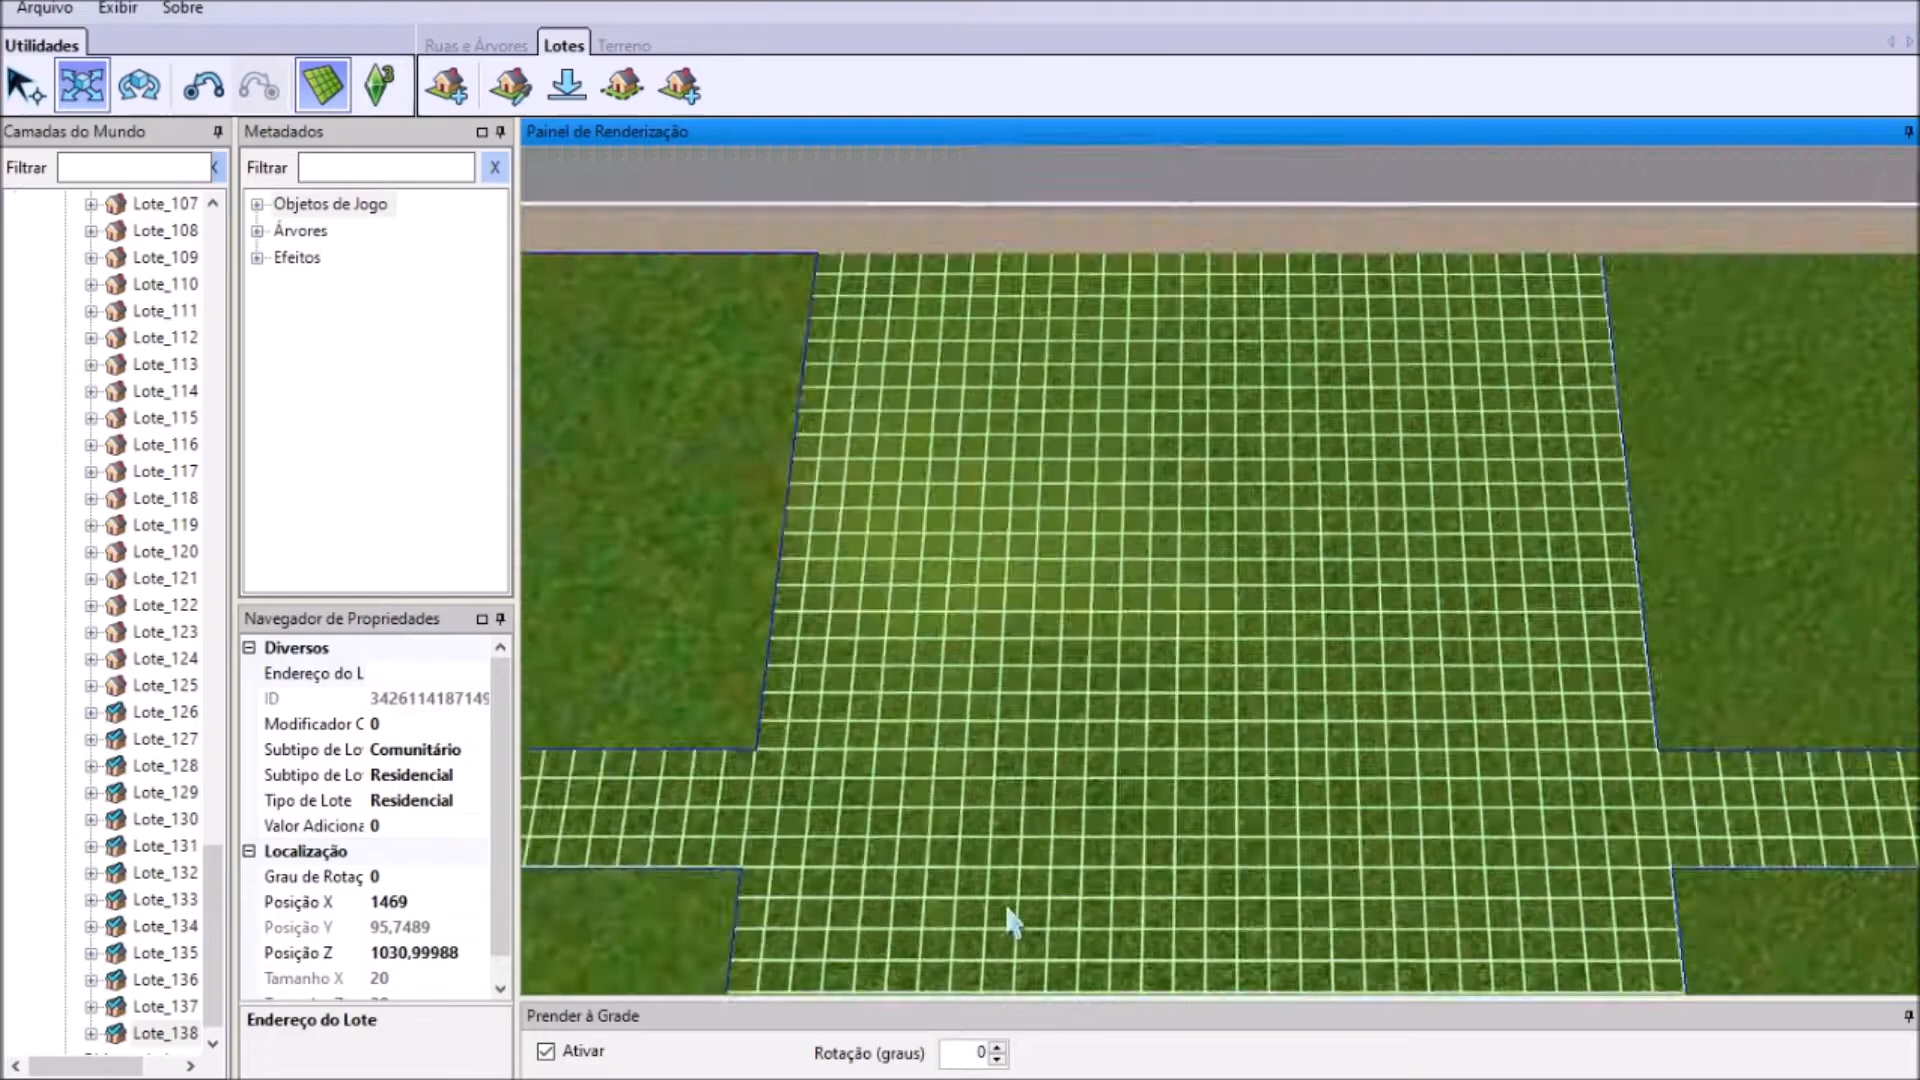 Arquivo Exibir Sobre
Utilidades
Ruas e Árvores Lotes Terreno
Camadas do Mundo
Filtrar
Lote_107
Lote_108
Lote_109
Lote_110
Lote_111
Lote_112
Lote_113
Lote_114
Lote_115
Lote_116
Lote_117
Lote_118
Lote_119
Lote_120
Lote_121
Lote_122
Lote_123
Lote_124
Lote_125
Lote_126
Lote_127
Lote_128
Lote_129
Lote_130
Lote_131
Lote_132
Lote_133
Lote_134
Lote_135
Lote_136
Lote_137
Lote_138
Metadados
Filtrar X
Objetos de Jogo
Árvores
Efeitos
Navegador de Propriedades
Diversos
Endereço do L
ID 3426114187149
Modificador C 0
Subtipo de Lo Comunitário
Subtipo de Lo Residencial
Tipo de Lote Residencial
Valor Adiciona 0
Localização
Grau de Rotaç 0
Posição X 1469
Posição Y 95,7489
Posição Z 1030,99988
Tamanho X 20
Endereço do Lote
Painel de Renderização
Prender à Grade
Ativar
Rotação (graus) 0